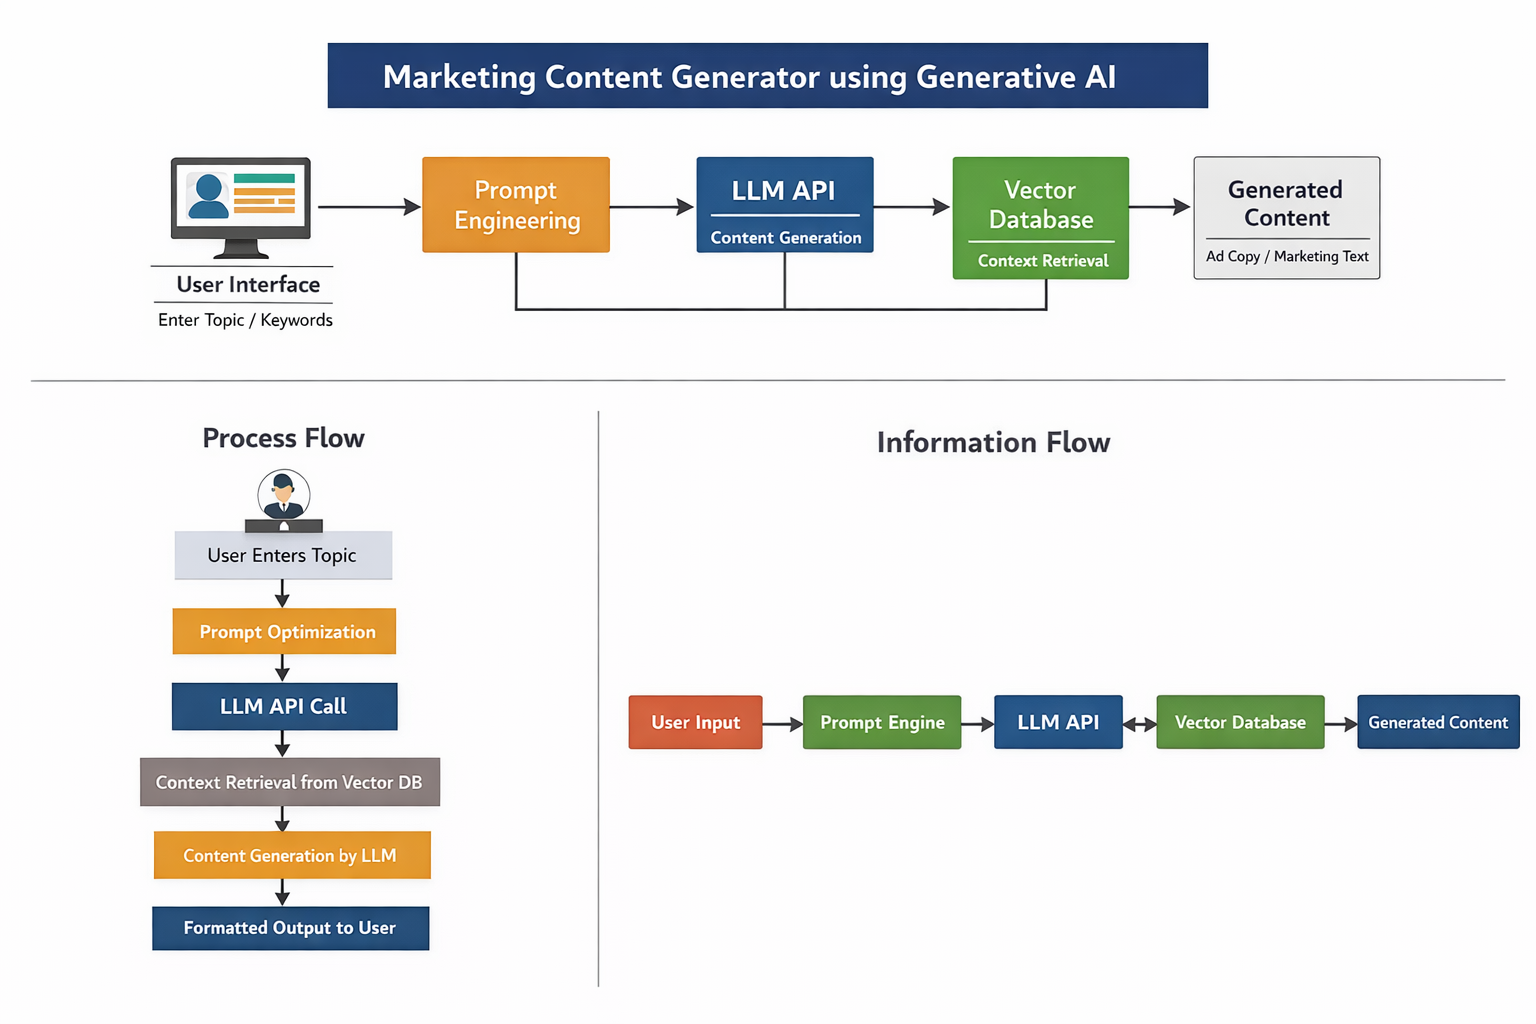 Marketing Content Generator using Generative AI
User Interface
Enter Topic / Keywords
Prompt
Engineering
LLM API
Content Generation
Vector
Database
Context Retrieval
Generated
Content
Ad Copy / Marketing Text
Process Flow
User Enters Topic
Prompt Optimization
LLM API Call
Context Retrieval from Vector DB
Content Generation by LLM
Formatted Output to User
Information Flow
User Input
Prompt Engine
LLM API
Vector Database
Generated Content